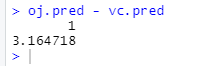 > oj.pred - vc.pred
1
3.164718
>